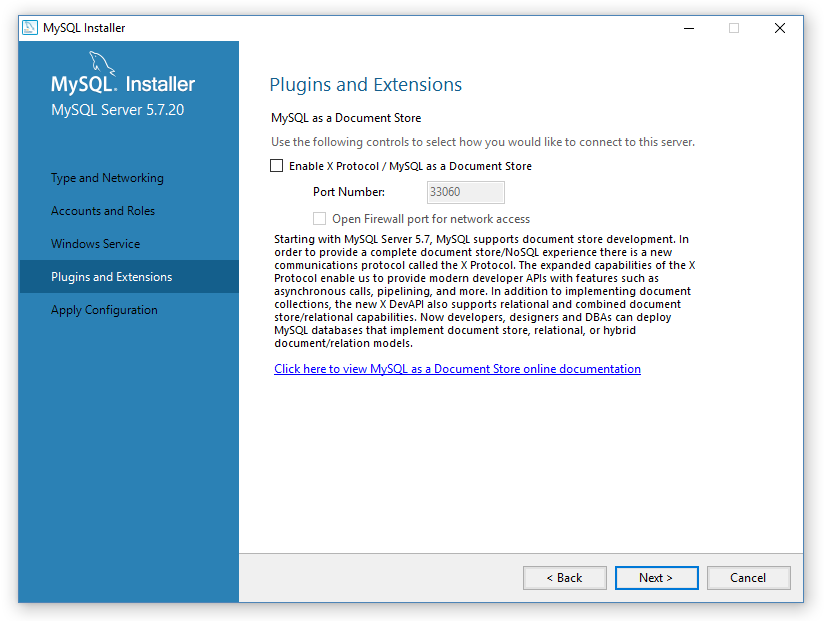 MySQL Installer
MySQL. Installer
MySQL Server 5.7.20
Type and Networking
Accounts and Roles
Windows Service
Plugins and Extensions
Apply Configuration
Plugins and Extensions
MySQL as a Document Store
Use the following controls to select how you would like to connect to this server.
Enable X Protocol / MySQL as a Document Store
Port Number: 33060
Open Firewall port for network access
Starting with MySQL Server 5.7, MySQL supports document store development. In
order to provide a complete document store/NoSQL experience there is a new
communications protocol called the X Protocol. The expanded capabilities of the X
Protocol enable us to provide modern developer APIs with features such as
asynchronous calls, pipelining, and more. In addition to implementing document
collections, the new X DevAPI also supports relational and combined document
store/relational capabilities. Now developers, designers and DBAs can deploy
MySQL databases that implement document store, relational, or hybrid
document/relation models.
Click here to view MySQL as a Document Store online documentation
< Back Next > Cancel